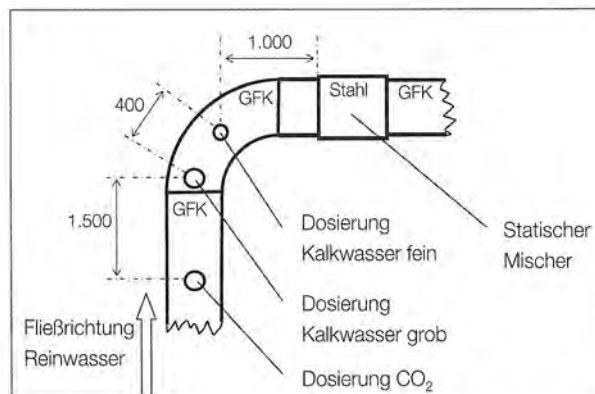 1.000
GFK
Stahl
GFK
400
1.500
GFK
Dosierung
Kalkwasser fein
Statischer
Mischer
Dosierung
Kalkwasser grob
Fließrichtung
Reinwasser
Dosierung CO₂